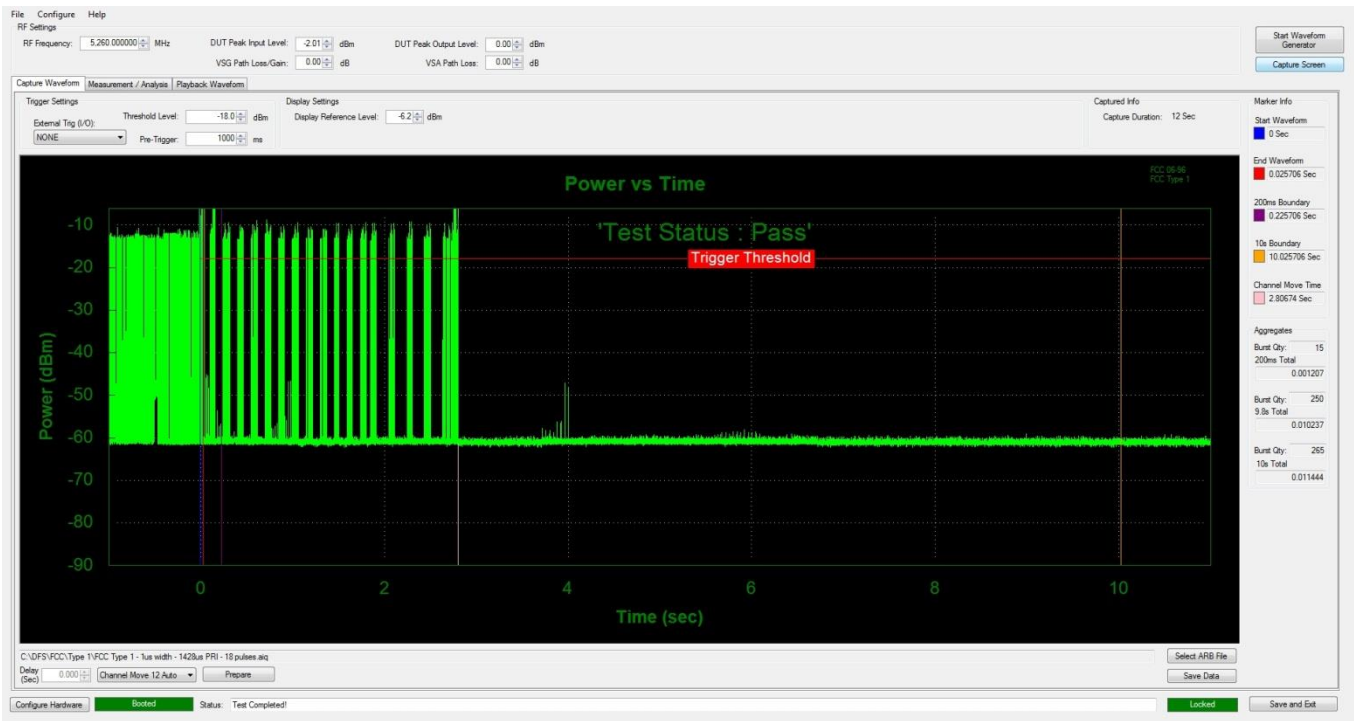 File Configure Help
RF Settings
RF Frequency: 5,260.000000 MHz DUT Peak Input Level: -2.01 dBm DUT Peak Output Level: 0.00 dBm
VSG Path Loss/Gain: 0.00 dB VSA Path Loss: 0.00 dB
Start Waveform Generator
Capture Screen
Capture Waveform Measurement / Analysis Playback Waveform
Trigger Settings
External Trig (I/O): Threshold Level: -18.0 dBm
NONE Pre-Trigger: 1000 ms
Display Settings
Display Reference Level: -6.2 dBm
Captured Info
Capture Duration: 12 Sec
Power vs Time
FCC 06-96
FCC Type 1
'Test Status : Pass'
Trigger Threshold
Power (dBm)
-10
-20
-30
-40
-50
-60
-70
-80
-90
0 2 4 6 8 10
Time (sec)
Marker Info
Start Waveform
0 Sec
End Waveform
0.025706 Sec
200ms Boundary
0.225706 Sec
10s Boundary
10.025706 Sec
Channel Move Time
2.80674 Sec
Aggregates
Burst Qty: 15
200ms Total
0.001207
Burst Qty: 250
9.8s Total
0.010237
Burst Qty: 265
10s Total
0.011444
C:\DFS\FCC\Type 1\FCC Type 1 - 1us width - 1428us PRI - 18 pulses.aiq
Select ARB File
Delay (Sec) 0.000 Channel Move 12 Auto Prepare
Save Data
Configure Hardware Booted Status: Test Completed! Locked Save and Exit